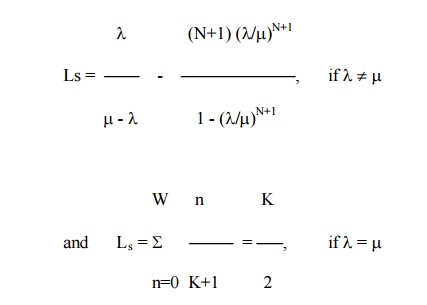 λ (N+1) (λ/μ)^N+1
Ls = —— - ————————, if λ ≠ μ
μ - λ 1 - (λ/μ)^N+1
W n K
and Lₛ = Σ ——— = ——, if λ = μ
n=0 K+1 2